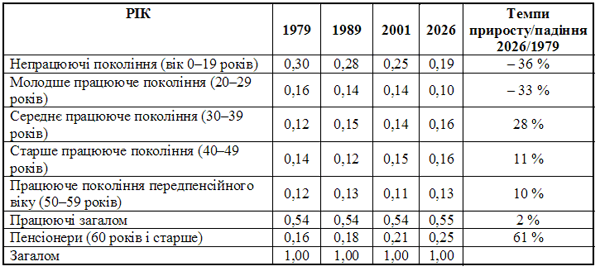 РІК 1979 1989 2001 2026 Темпи приросту/падіння 2026/1979
Непрацюючі покоління (вік 0–19 років) 0,30 0,28 0,25 0,19 – 36 %
Молодше працююче покоління (20–29
років) 0,16 0,14 0,14 0,10 – 33 %
Середнє працююче покоління (30–39
років) 0,12 0,15 0,14 0,16 28 %
Старше працююче покоління (40–49
років) 0,14 0,12 0,15 0,16 11 %
Працююче покоління передпенсійного
віку (50–59 років) 0,12 0,13 0,11 0,13 10 %
Працюючі загалом 0,54 0,54 0,54 0,55 2 %
Пенсіонери (60 років і старше) 0,16 0,18 0,21 0,25 61 %
Загалом 1,00 1,00 1,00 1,00